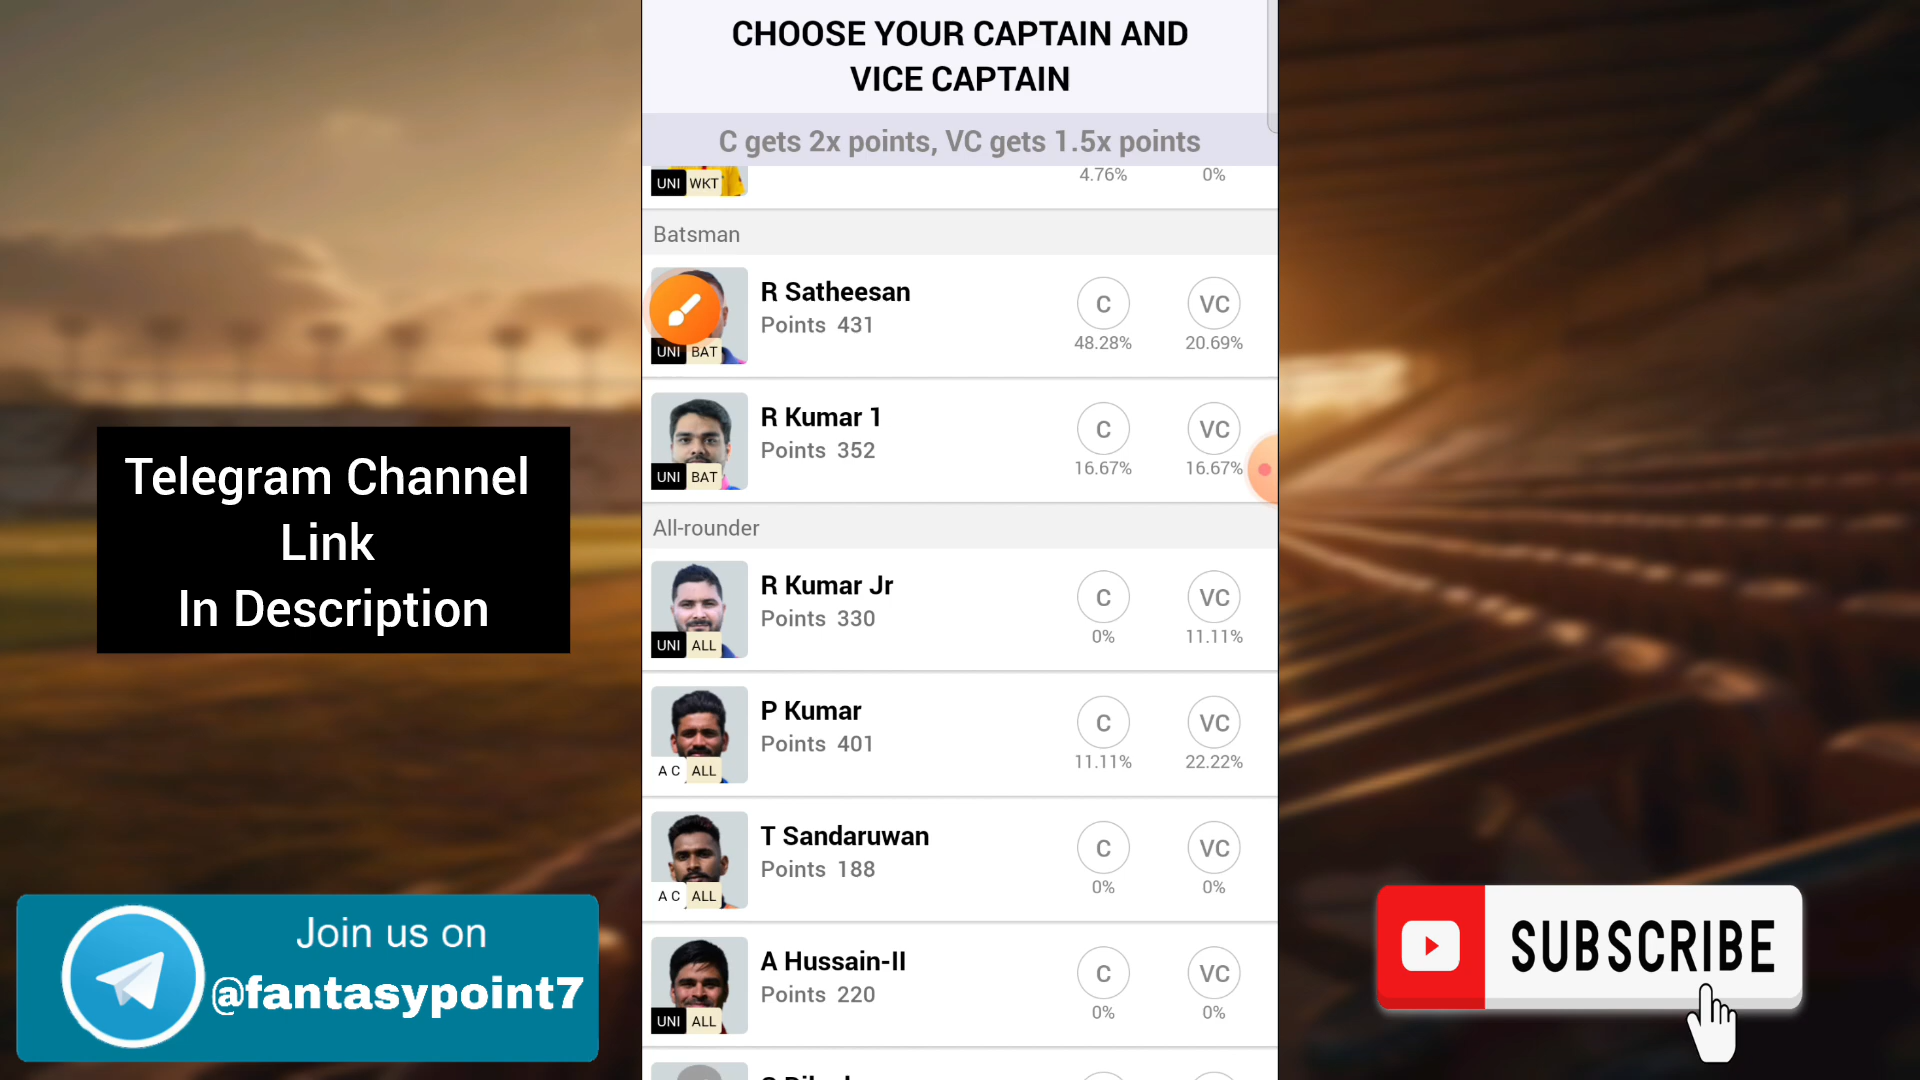 CHOOSE YOUR CAPTAIN AND
VICE CAPTAIN
C gets 2x points, VC gets 1.5x points
UNI WKT
4.76% 0%
Batsman
R Satheesan
Points 431
UNI BAT
C VC
48.28% 20.69%
R Kumar 1
Points 352
UNI BAT
C VC
16.67% 16.67%
All-rounder
R Kumar Jr
Points 330
UNI ALL
C VC
0% 11.11%
P Kumar
Points 401
A C ALL
C VC
11.11% 22.22%
T Sandaruwan
Points 188
A C ALL
C VC
0% 0%
A Hussain-II
Points 220
UNI ALL
C VC
0% 0%
Telegram Channel
Link
In Description
Join us on
@fantasypoint7
SUBSCRIBE